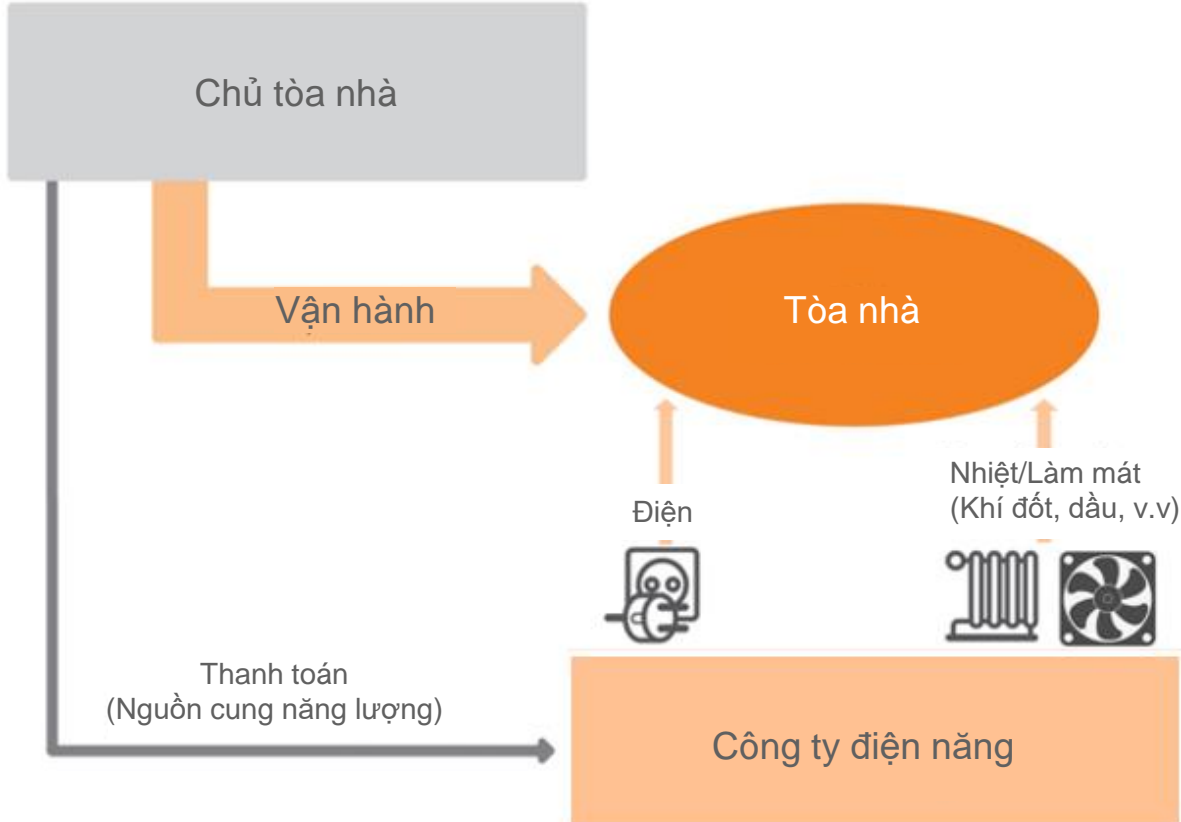 Chủ tòa nhà
Vận hành
Tòa nhà
Điện
Nhiệt/Làm mát
(Khí đốt, dầu, v.v)
Thanh toán
(Nguồn cung năng lượng)
Công ty điện năng